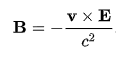 B = − v × E / c²